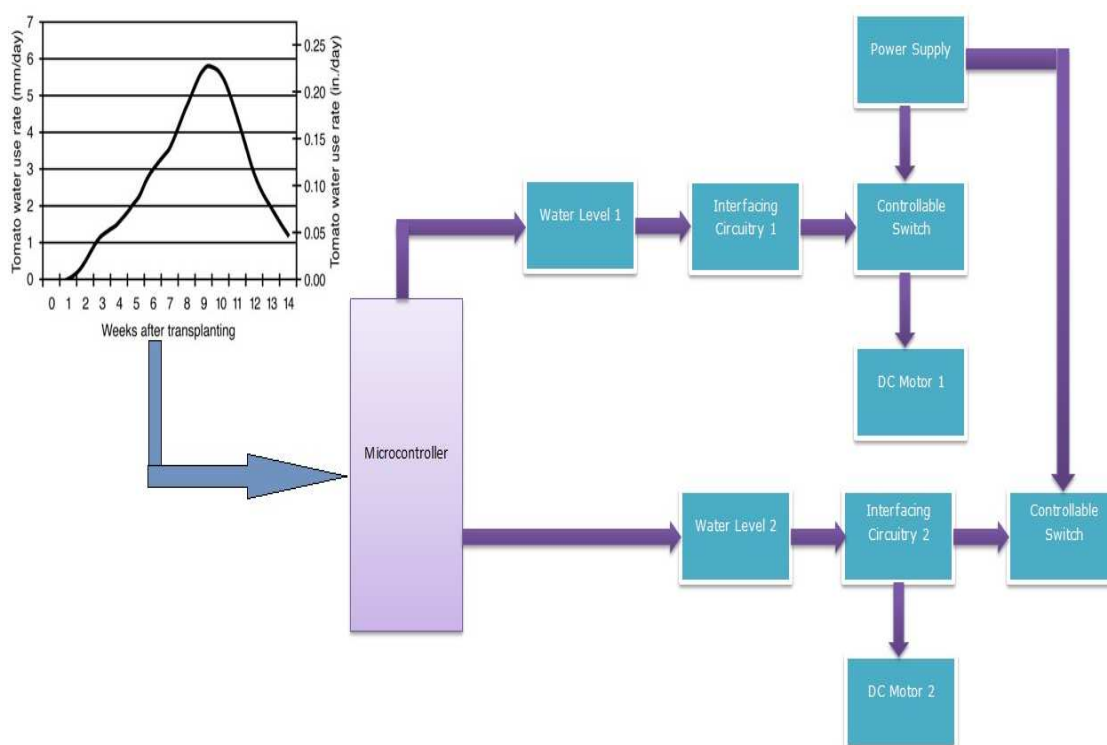 Tomato water use rate (mm/day)
7
6
5
4
3
2
1
0
0.25
0.20
0.15
0.10
0.05
0.00
Tomato water use rate (in./day)
0 1 2 3 4 5 6 7 8 9 10 11 12 13 14
Weeks after transplanting
Power Supply
Water Level 1
Interfacing
Circuitry 1
Controllable
Switch
DC Motor 1
Microcontroller
Water Level 2
Interfacing
Circuitry 2
Controllable
Switch
DC Motor 2